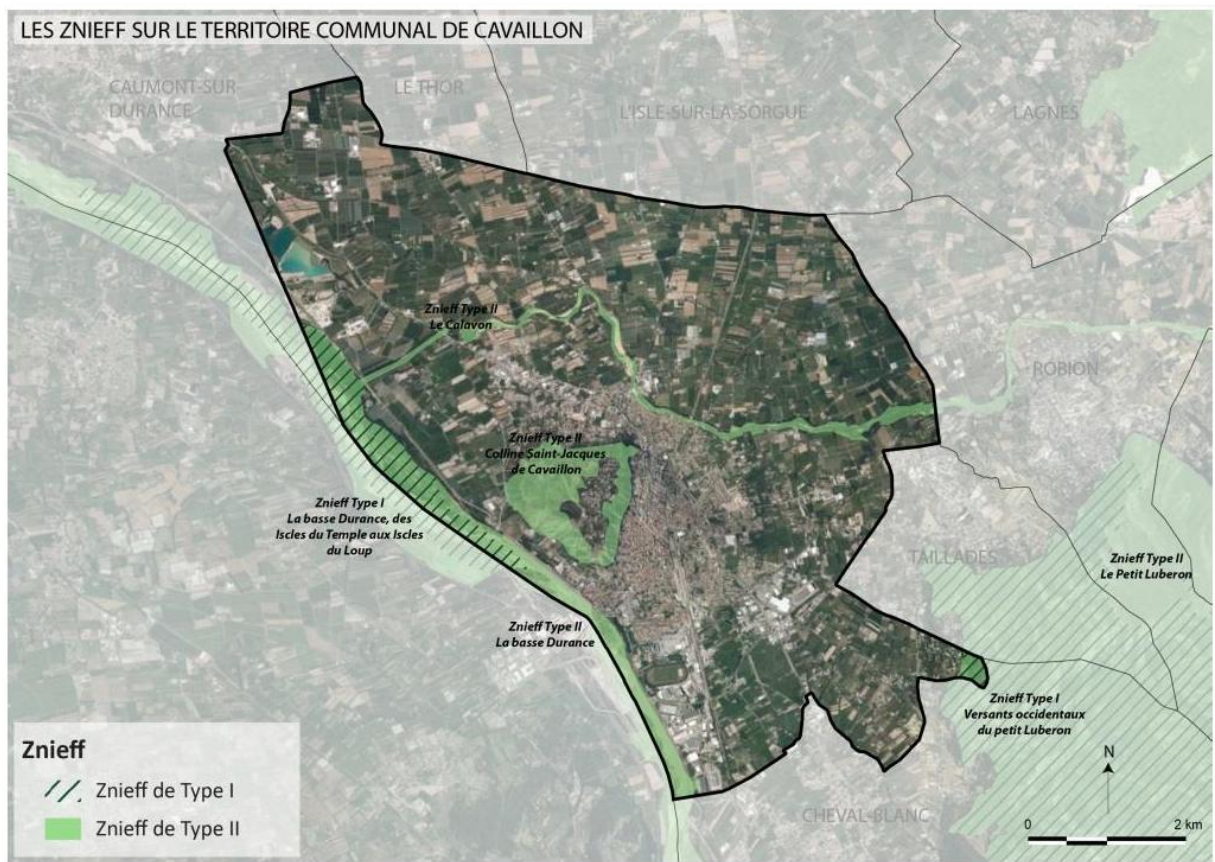 LES ZNIEFF SUR LE TERRITOIRE COMMUNAL DE CAVAILLON
CAUMONT-SUR-
DURANCE
LE THOR
L'ISLE-SUR-LA-SORGUE
LAGNES
Znieff Type II
Le Calavon
ROBION
Znieff Type II
Colline Saint-Jacques
de Cavaillon
Znieff Type I
La basse Durance, des
Iscles du Temple aux Iscles
du Loup
TAILLADES
Znieff Type II
Le Petit Luberon
Znieff Type II
La basse Durance
Znieff Type I
Versants occidentaux
du petit Luberon
CHEVAL-BLANC
Znieff
Znieff de Type I
Znieff de Type II
N
0 2 km